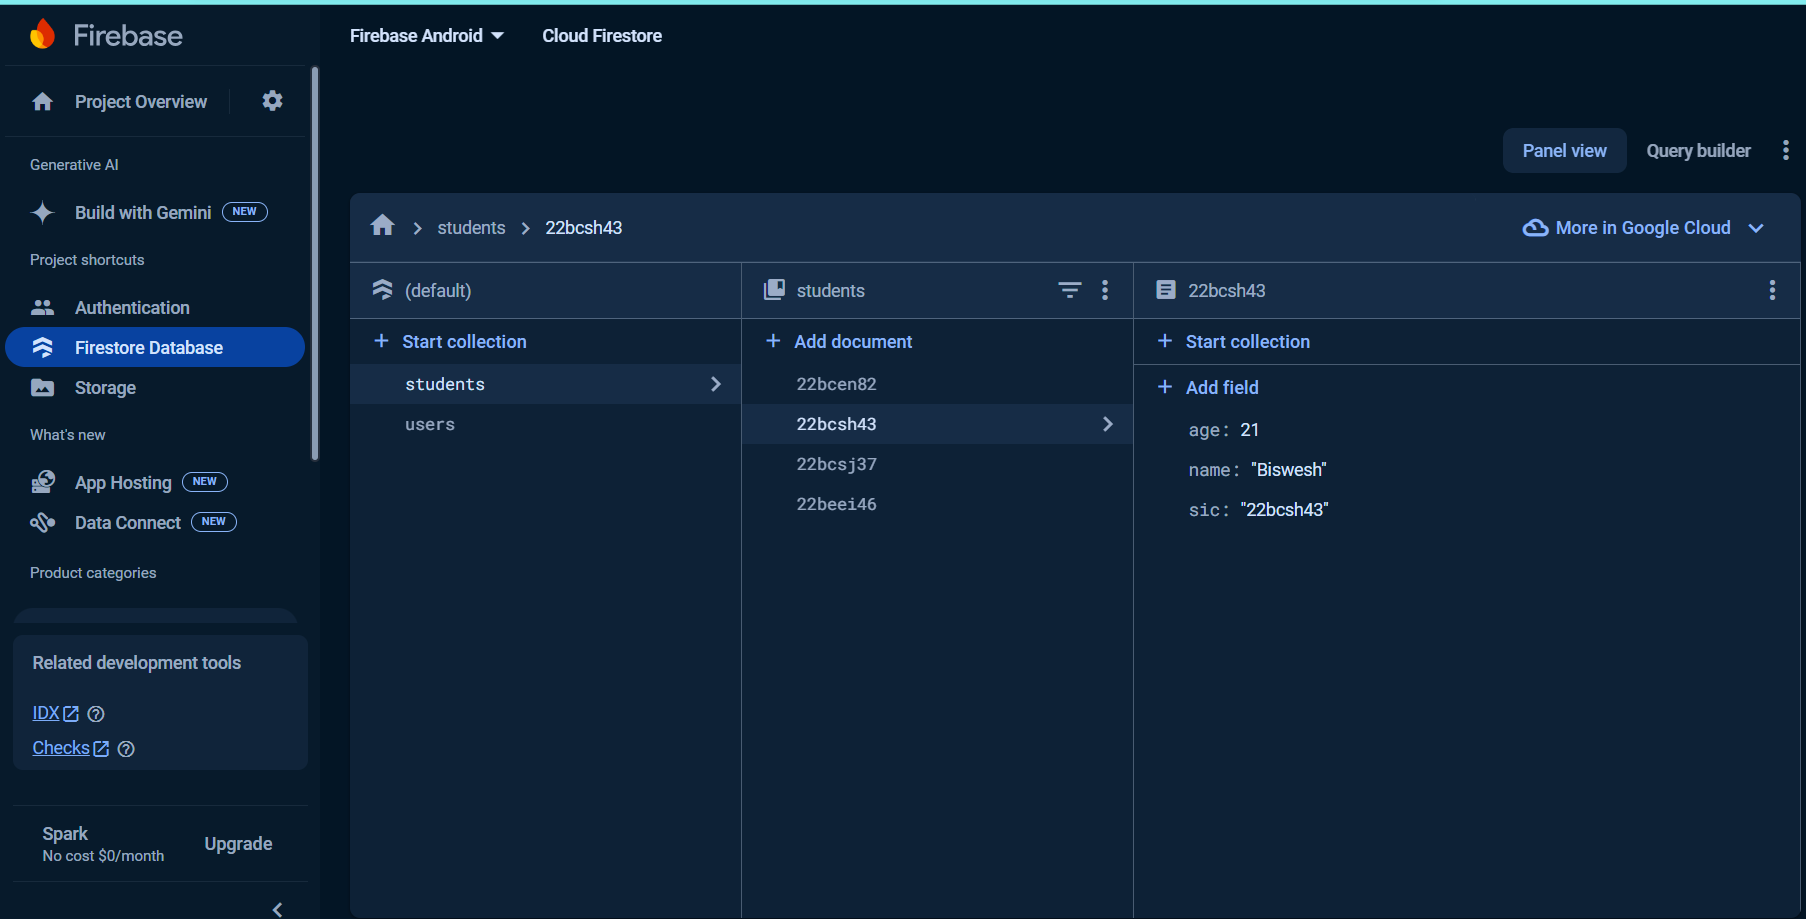 Firebase
Project Overview
Generative AI
Build with Gemini NEW
Project shortcuts
Authentication
Firestore Database
Storage
What's new
App Hosting NEW
Data Connect NEW
Product categories
Related development tools
IDX
Checks
Spark
No cost $0/month
Upgrade
Firebase Android Cloud Firestore
Panel view Query builder
students 22bcsh43
More in Google Cloud
(default)
+ Start collection
students
users
students
+ Add document
22bcen82
22bcsh43
22bcsj37
22beei46
22bcsh43
+ Start collection
+ Add field
age: 21
name: "Biswesh"
sic: "22bcsh43"